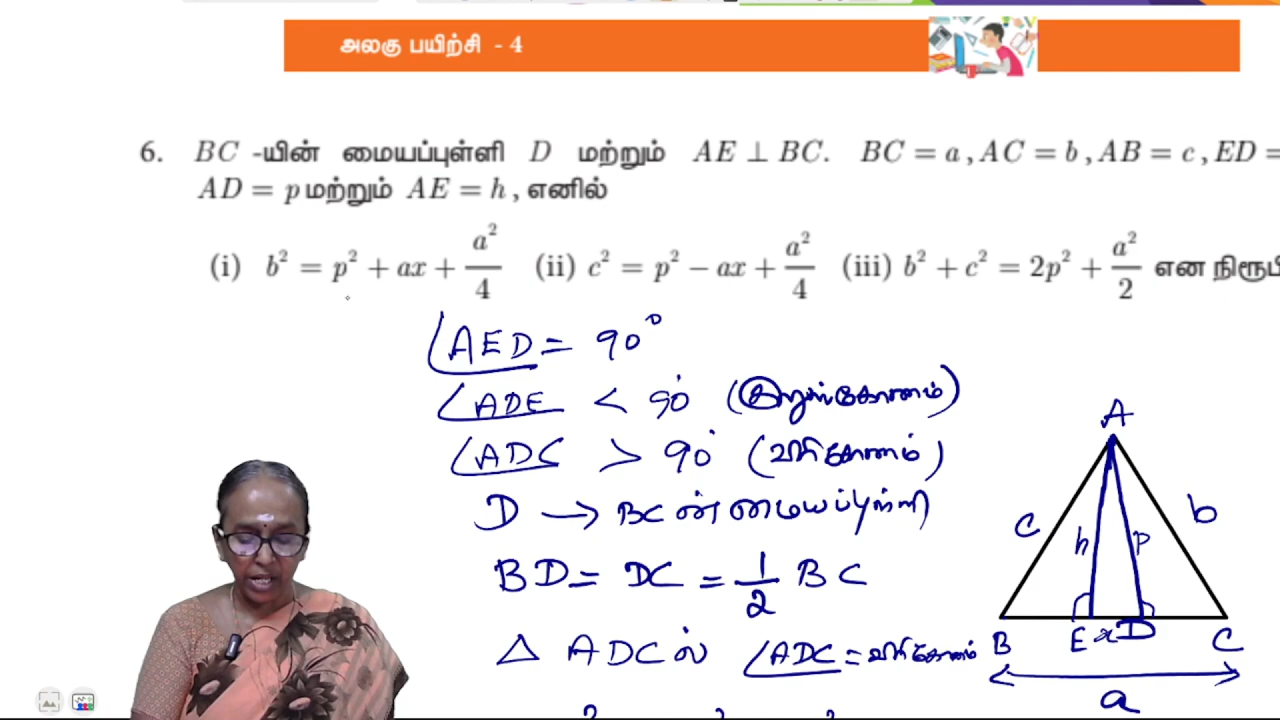 அலகு பயிற்சி - 4
6. BC -யின் மையப்புள்ளி D மற்றும் AE ⊥ BC. BC = a, AC = b, AB = c, ED =
AD = p மற்றும் AE = h, எனில்
(i) b² = p² + ax + a²/4 (ii) c² = p² − ax + a²/4 (iii) b² + c² = 2p² + a²/2 என நிரூபி
∠AED = 90°
∠ADE < 90° (குறுங்கோணம்)
∠ADC > 90° (விரிகோணம்)
D → BC ன் மையப்புள்ளி
BD = DC = 1/2 BC
△ ADC ல் ∠ADC = விரிகோணம்
A
c
b
h
p
B
E
x
D
C
a